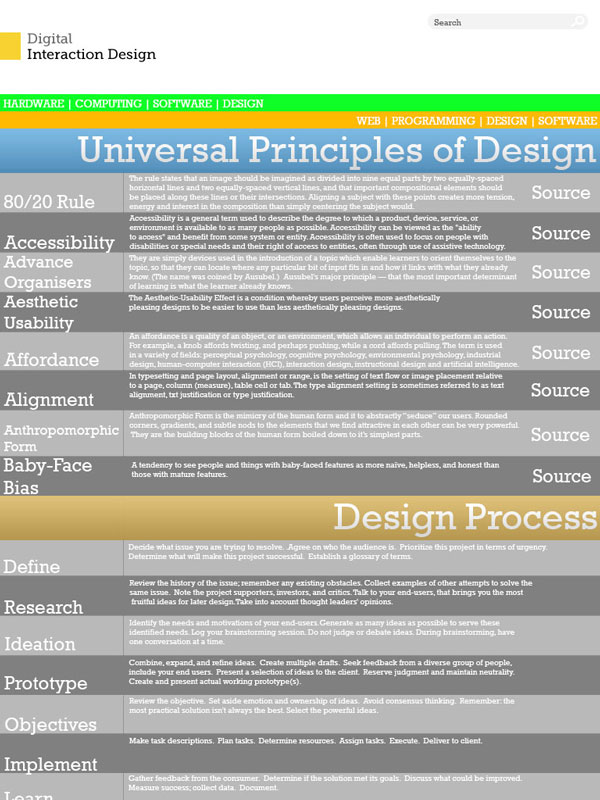 Search
Digital
Interaction Design
HARDWARE | COMPUTING | SOFTWARE | DESIGN
WEB | PROGRAMMING | DESIGN | SOFTWARE
Universal Principles of Design
80/20 Rule
The rule states that an image should be imagined as divided into nine equal parts by two equally-spaced
horizontal lines and two equally-spaced vertical lines, and that important compositional elements should
be placed along these lines or their intersections. Aligning a subject with these points creates more tension,
energy and interest in the composition than simply centering the subject would.
Source
Accessibility
Accessibility is a general term used to describe the degree to which a product, device, service, or
environment is available to as many people as possible. Accessibility can be viewed as the "ability
to access" and benefit from some system or entity. Accessibility is often used to focus on people with
disabilities or special needs and their right of access to entities, often through use of assistive technology.
Source
Advance
Organisers
They are simply devices used in the introduction of a topic which enable learners to orient themselves to the
topic, so that they can locate where any particular bit of input fits in and how it links with what they already
know. (The name was coined by Ausubel.)  Ausubel's major principle — that the most important determinant
of learning is what the learner already knows.
Source
Aesthetic
Usability
The Aesthetic-Usability Effect is a condition whereby users perceive more aesthetically
pleasing designs to be easier to use than less aesthetically pleasing designs.
Source
Affordance
An affordance is a quality of an object, or an environment, which allows an individual to perform an action.
For example, a knob affords twisting, and perhaps pushing, while a cord affords pulling. The term is used
in a variety of fields: perceptual psychology, cognitive psychology, environmental psychology, industrial
design, human–computer interaction (HCI), interaction design, instructional design and artificial intelligence.
Source
Alignment
In typesetting and page layout, alignment or range, is the setting of text flow or image placement relative
to a page, column (measure), table cell or tab. The type alignment setting is sometimes referred to as text
alignment, txt justification or type justification.
Source
Anthropomorphic
Form
Anthropomorphic Form is the mimicry of the human form and it to abstractly "seduce" our users. Rounded
corners, gradients, and subtle nods to the elements that we find attractive in each other can be very powerful.
They are the building blocks of the human form boiled down to it's simplest parts.
Source
Baby-Face
Bias
A tendency to see people and things with baby-faced features as more naïve, helpless, and honest than
those with mature features.
Source
Design Process
Define
Decide what issue you are trying to resolve.  Agree on who the audience is.  Prioritize this project in terms of urgency.
Determine what will make this project successful.  Establish a glossary of terms.
Research
Review the history of the issue; remember any existing obstacles. Collect examples of other attempts to solve the
same issue.  Note the project supporters, investors, and critics. Talk to your end-users, that brings you the most
fruitful ideas for later design. Take into account thought leaders' opinions.
Ideation
Identify the needs and motivations of your end-users. Generate as many ideas as possible to serve these
identified needs. Log your brainstorming session. Do not judge or debate ideas. During brainstorming, have
one conversation at a time.
Prototype
Combine, expand, and refine ideas.  Create multiple drafts.  Seek feedback from a diverse group of people,
include your end users.  Present a selection of ideas to the client.  Reserve judgment and maintain neutrality.
Create and present actual working prototype(s).
Objectives
Review the objective.  Set aside emotion and ownership of ideas.  Avoid consensus thinking.  Remember: the
most practical solution isn't always the best. Select the powerful ideas.
Implement
Make task descriptions.  Plan tasks.  Determine resources.  Assign tasks.  Execute.  Deliver to client.
Learn
Gather feedback from the consumer.  Determine if the solution met its goals.  Discuss what could be improved.
Measure success; collect data.  Document.